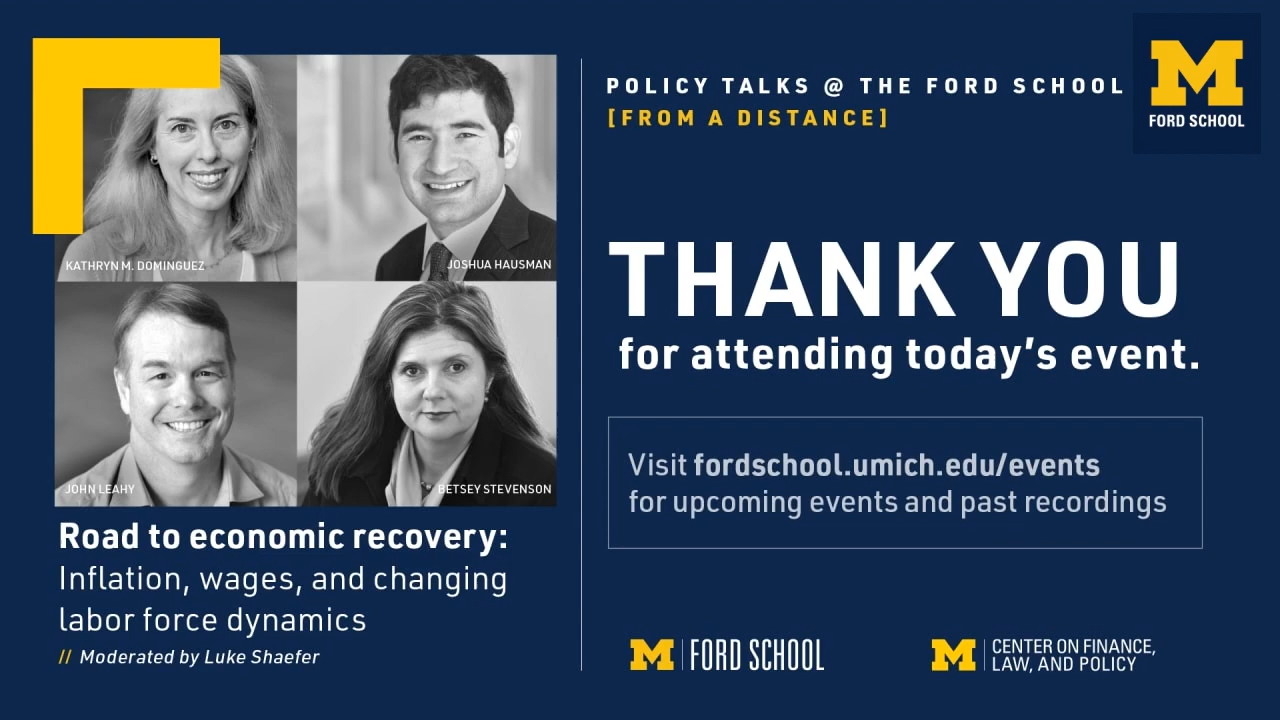 KATHRYN M. DOMINGUEZ
JOSHUA HAUSMAN
JOHN LEAHY
BETSEY STEVENSON
Road to economic recovery:
Inflation, wages, and changing
labor force dynamics
// Moderated by Luke Shaefer
POLICY TALKS @ THE FORD SCHOOL
[FROM A DISTANCE]
M
FORD SCHOOL
THANK YOU
for attending today’s event.
Visit fordschool.umich.edu/events
for upcoming events and past recordings
M FORD SCHOOL
M CENTER ON FINANCE,
LAW, AND POLICY